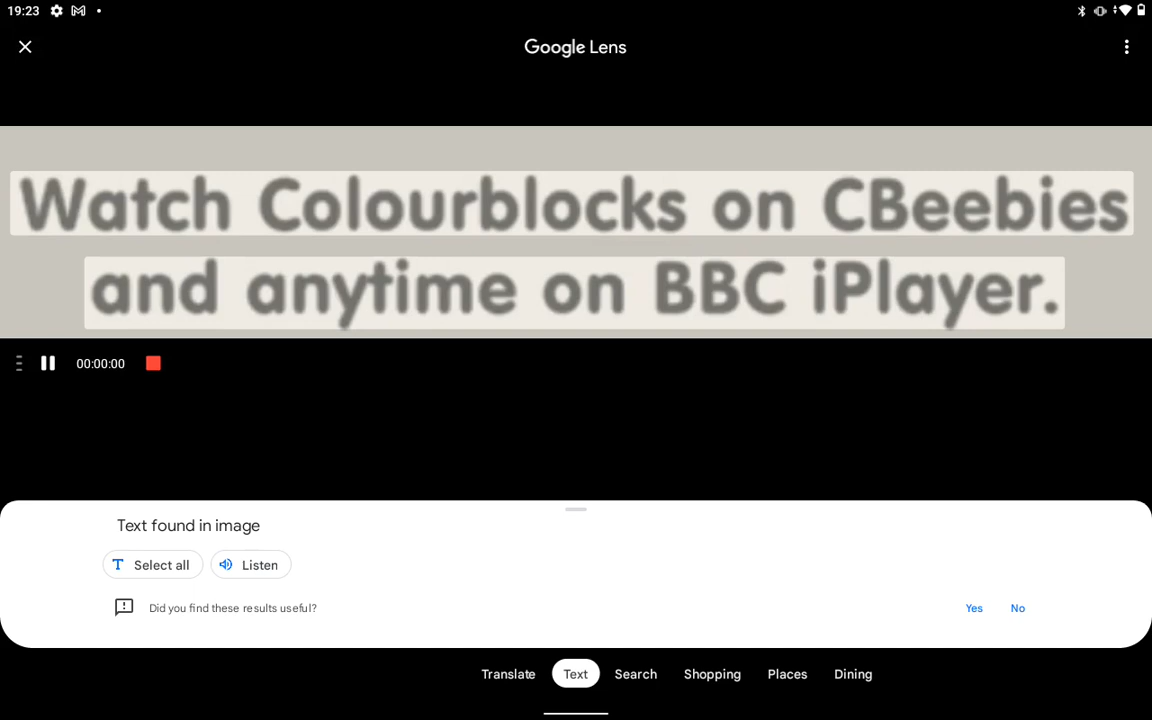 19:23
Google Lens
Watch Colourblocks on CBeebies
and anytime on BBC iPlayer.
00:00:00
Text found in image
Select all Listen
Did you find these results useful? Yes No
Translate Text Search Shopping Places Dining